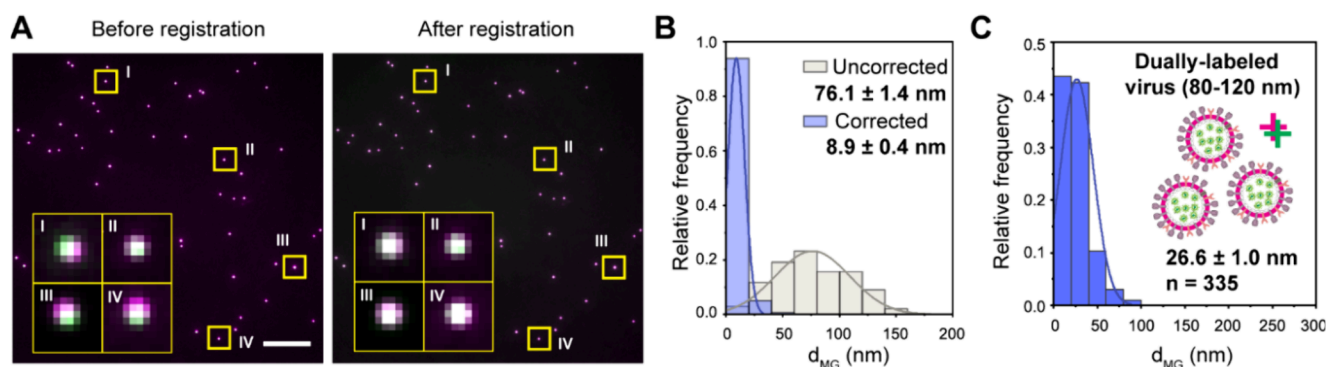 A
Before registration
After registration
I
II
III
IV
I
II
III
IV
I
II
III
IV
I
II
III
IV
B
Relative frequency
1.0
0.8
0.6
0.4
0.2
0.0
0
50
100
150
200
d_MG (nm)
Uncorrected
76.1 ± 1.4 nm
Corrected
8.9 ± 0.4 nm
C
Relative frequency
0.5
0.4
0.3
0.2
0.1
0.0
0
50
100
150
200
250
300
d_MG (nm)
Dually-labeled
virus (80-120 nm)
26.6 ± 1.0 nm
n = 335